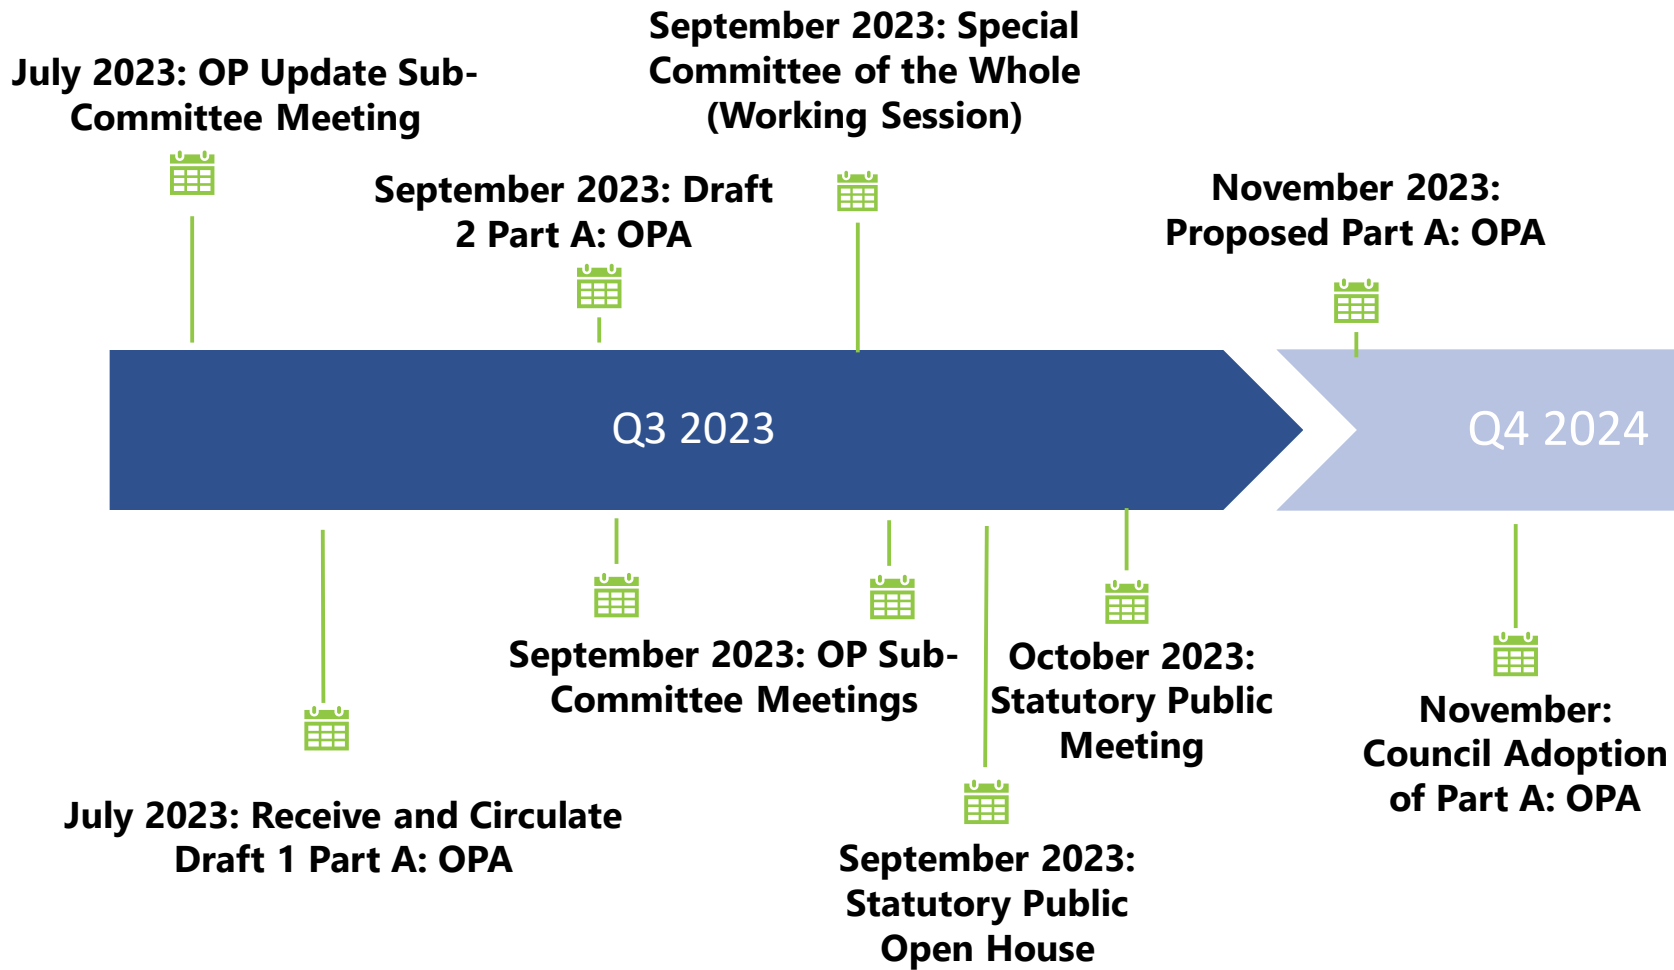 July 2023: OP Update Sub-
Committee Meeting
September 2023: Draft
2 Part A: OPA
September 2023: Special
Committee of the Whole
(Working Session)
November 2023:
Proposed Part A: OPA
Q3 2023
Q4 2024
July 2023: Receive and Circulate
Draft 1 Part A: OPA
September 2023: OP Sub-
Committee Meetings
September 2023:
Statutory Public
Open House
October 2023:
Statutory Public
Meeting
November:
Council Adoption
of Part A: OPA